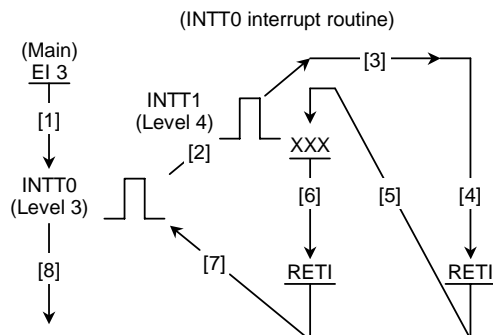 (INTT0 interrupt routine)
(Main)
EI 3
[3]
INTT1
(Level 4)
[1]
[2]
XXX
INTT0
(Level 3)
[6]
[5]
[4]
[8]
[7]
RETI
RETI